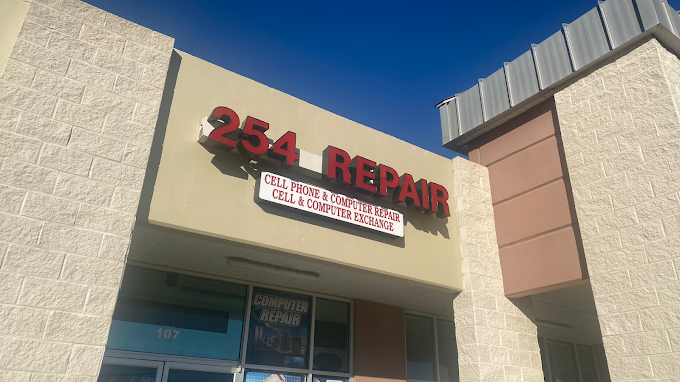 254 REPAIR
CELL PHONE & COMPUTER REPAIR
CELL & COMPUTER EXCHANGE
COMPUTER
REPAIR
107